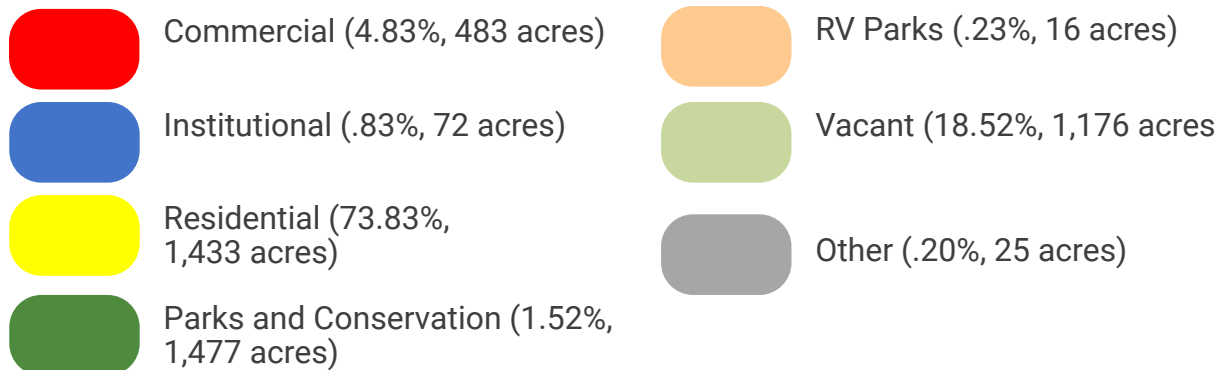 Commercial (4.83%, 483 acres)
Institutional (.83%, 72 acres)
Residential (73.83%,
1,433 acres)
Parks and Conservation (1.52%,
1,477 acres)
RV Parks (.23%, 16 acres)
Vacant (18.52%, 1,176 acres
Other (.20%, 25 acres)